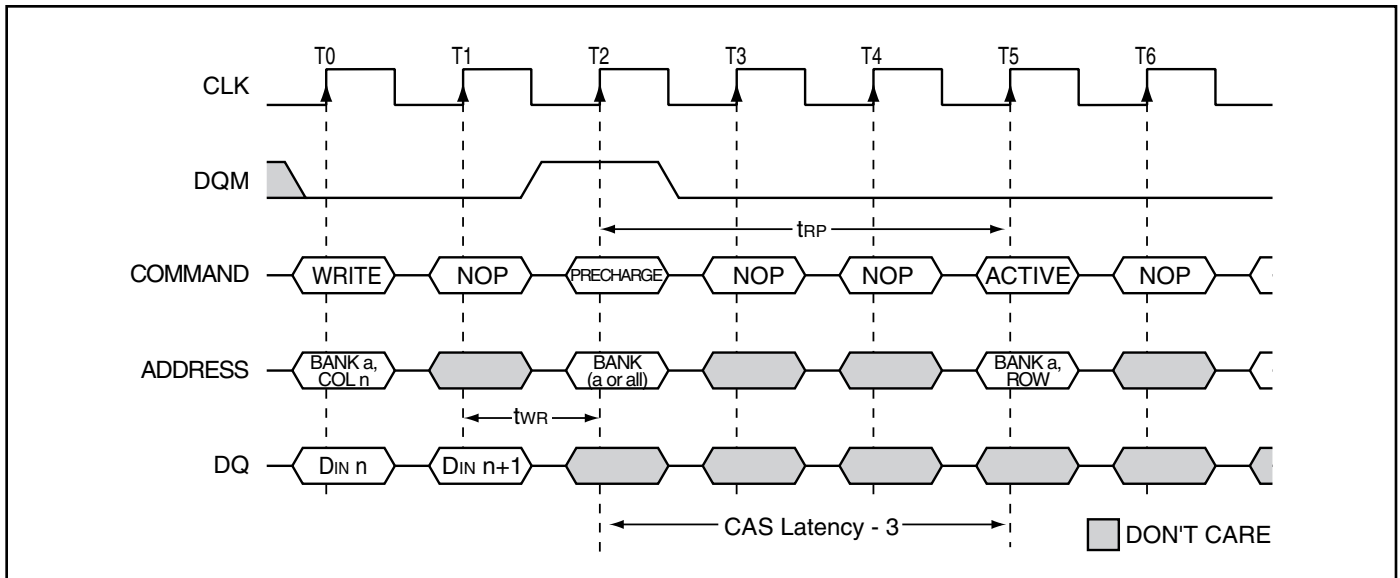 T0 T1 T2 T3 T4 T5 T6
CLK
DQM
tRP
COMMAND WRITE NOP PRECHARGE NOP NOP ACTIVE NOP
ADDRESS BANK a, COL n BANK (a or all) BANK a, ROW
tWR
DQ DIN n DIN n+1
CAS Latency - 3
DON'T CARE